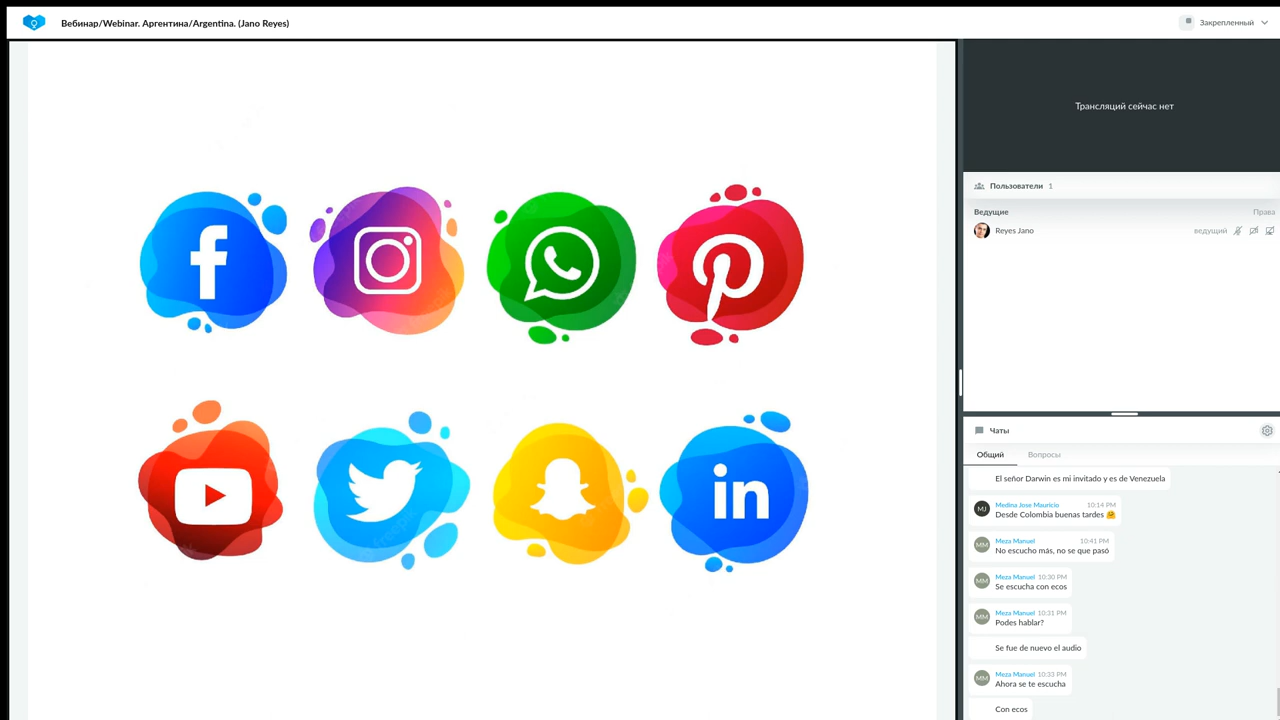 Вебинар/Webinar. Аргентина/Argentina. (Jano Reyes)
Закрепленный
Трансляций сейчас нет
Пользователи 1
Ведущие Права
Reyes Jano ведущий
Чаты
Общий Вопросы
El señor Darwin es mi invitado y es de Venezuela
MJ Medina Jose Mauricio 10:14 PM
Desde Colombia buenas tardes 🤗
MM Meza Manuel 10:41 PM
No escucho más, no se que pasó
MM Meza Manuel 10:30 PM
Se escucha con ecos
MM Meza Manuel 10:31 PM
Podes hablar?
Se fue de nuevo el audio
MM Meza Manuel 10:33 PM
Ahora se te escucha
Con ecos
in